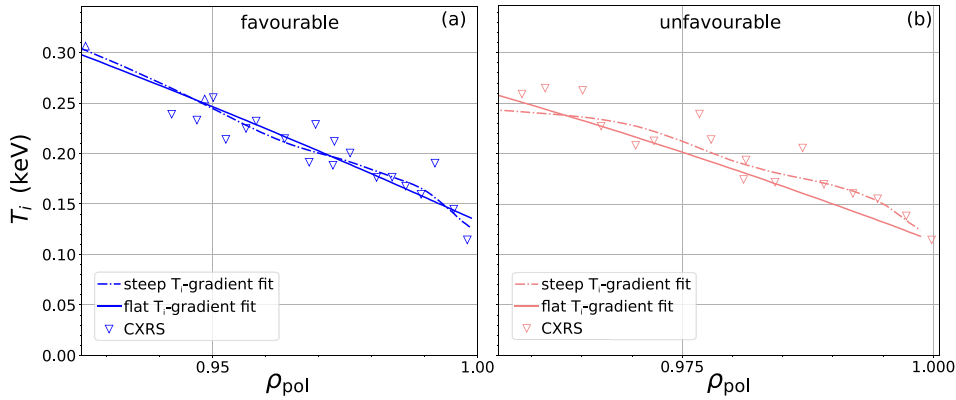 favourable
(a)
T_i (keV)
0.30
0.25
0.20
0.15
0.10
0.05
0.00
steep T_i-gradient fit
flat T_i-gradient fit
CXRS
0.95
1.00
ρ_pol
unfavourable
(b)
steep T_i-gradient fit
flat T_i-gradient fit
CXRS
0.975
1.000
ρ_pol